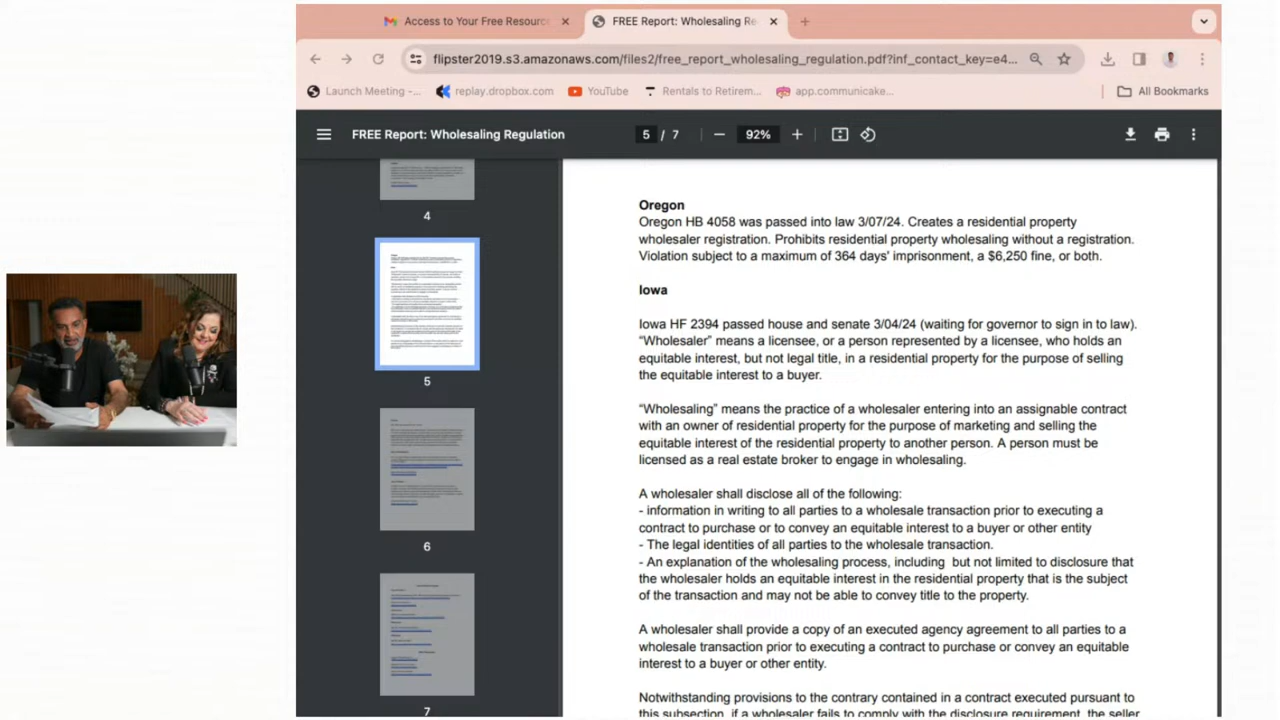 Access to Your Free Resourc
FREE Report: Wholesaling Re
flipster2019.s3.amazonaws.com/files2/free_report_wholesaling_regulation.pdf?inf_contact_key=e4...
Launch Meeting -...
replay.dropbox.com
YouTube
Rentals to Retirem...
app.communicake...
All Bookmarks
FREE Report: Wholesaling Regulation
5 / 7
92%
4
5
6
7
Oregon
Oregon HB 4058 was passed into law 3/07/24. Creates a residential property
wholesaler registration. Prohibits residential property wholesaling without a registration.
Violation subject to a maximum of 364 days' imprisonment, a $6,250 fine, or both.
Iowa
Iowa HF 2394 passed house and senate 3/04/24 (waiting for governor to sign in to law).
“Wholesaler” means a licensee, or a person represented by a licensee, who holds an
equitable interest, but not legal title, in a residential property for the purpose of selling
the equitable interest to a buyer.
“Wholesaling” means the practice of a wholesaler entering into an assignable contract
with an owner of residential property for the purpose of marketing and selling the
equitable interest of the residential property to another person. A person must be
licensed as a real estate broker to engage in wholesaling.
A wholesaler shall disclose all of the following:
- information in writing to all parties to a wholesale transaction prior to executing a
contract to purchase or to convey an equitable interest to a buyer or other entity
- The legal identities of all parties to the wholesale transaction.
- An explanation of the wholesaling process, including but not limited to disclosure that
the wholesaler holds an equitable interest in the residential property that is the subject
of the transaction and may not be able to convey title to the property.
A wholesaler shall provide a copy of an executed agency agreement to all parties to a
wholesale transaction prior to executing a contract to purchase or convey an equitable
interest to a buyer or other entity.
Notwithstanding provisions to the contrary contained in a contract executed pursuant to
this subsection, if a wholesaler fails to comply with the disclosure requirement, the seller